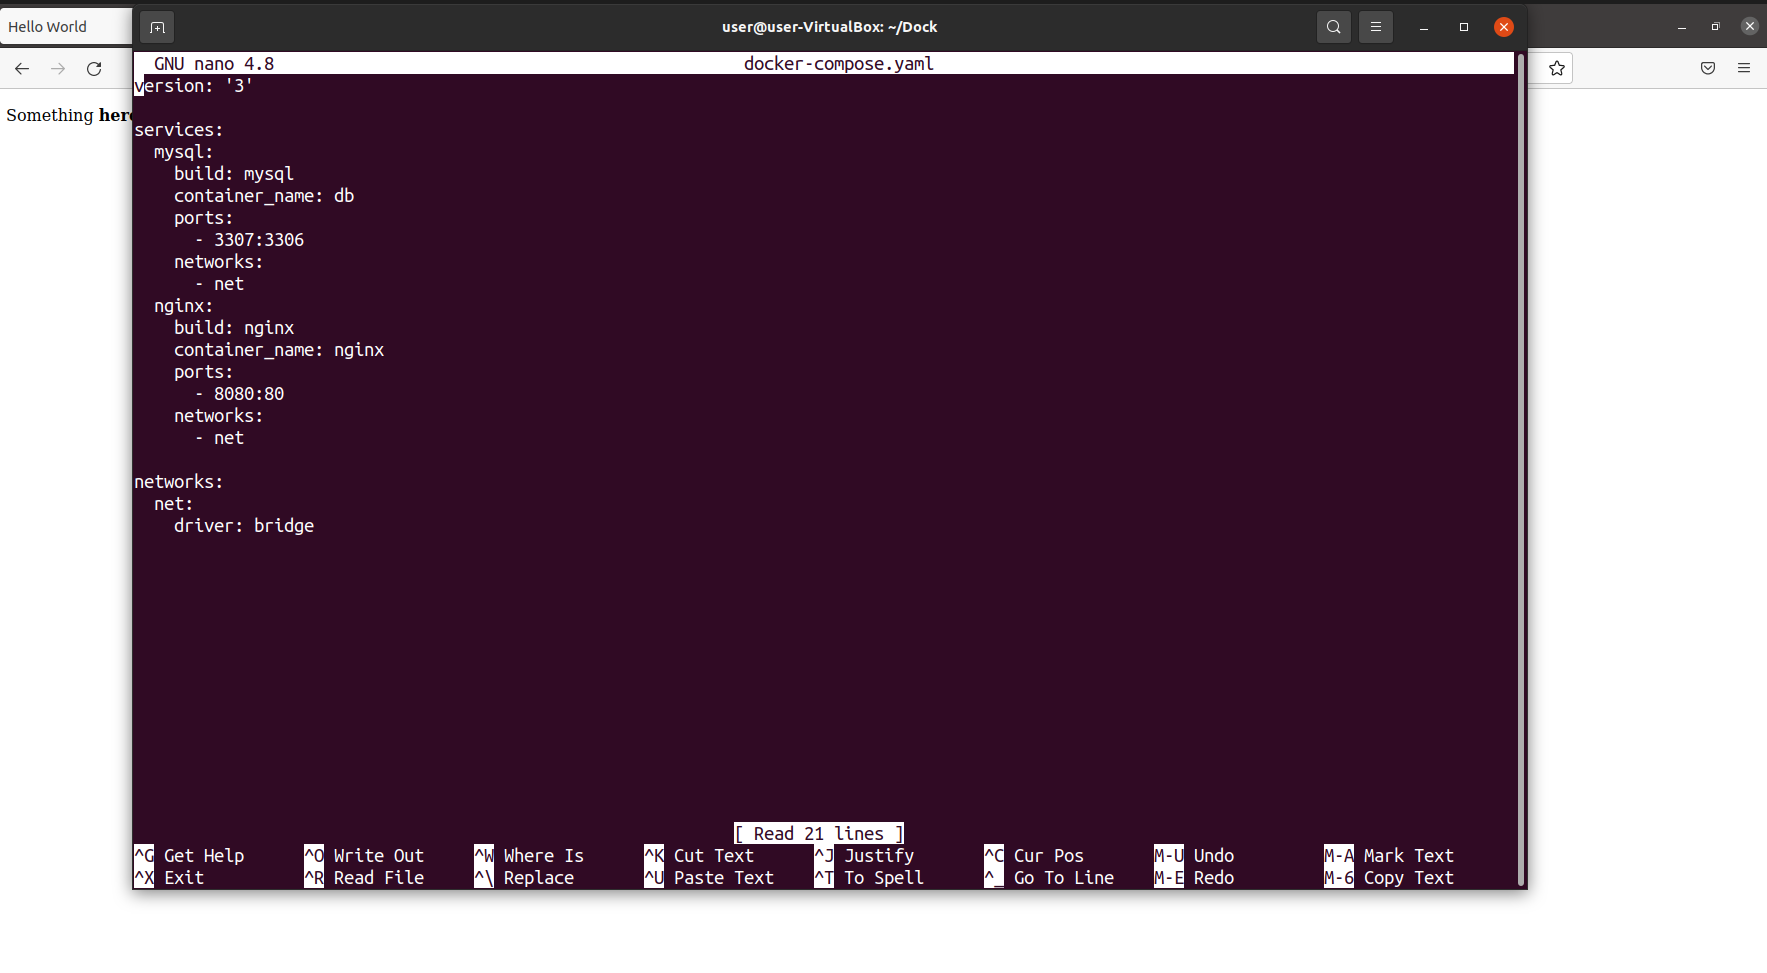 Hello World
user@user-VirtualBox: ~/Dock
Something
GNU nano 4.8 docker-compose.yaml
version: '3'

services:
  mysql:
    build: mysql
    container_name: db
    ports:
      - 3307:3306
    networks:
      - net
  nginx:
    build: nginx
    container_name: nginx
    ports:
      - 8080:80
    networks:
      - net

networks:
  net:
    driver: bridge
[ Read 21 lines ]
^G Get Help ^O Write Out ^W Where Is ^K Cut Text ^J Justify ^C Cur Pos M-U Undo M-A Mark Text
^X Exit ^R Read File ^\ Replace ^U Paste Text ^T To Spell ^_ Go To Line M-E Redo M-6 Copy Text